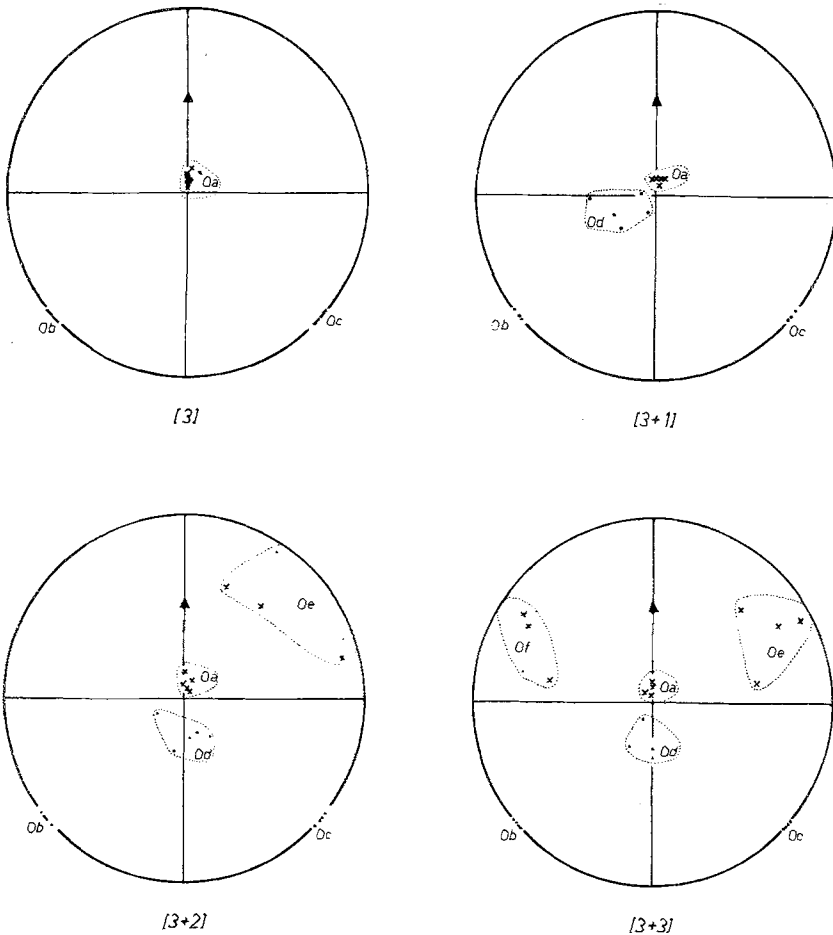 Oa
Ob
Oc
[3]
Oa
Od
Ob
Oc
[3+1]
Oe
Oa
Od
Ob
Oc
[3+2]
Of
Oe
Oa
Od
Ob
Oc
[3+3]